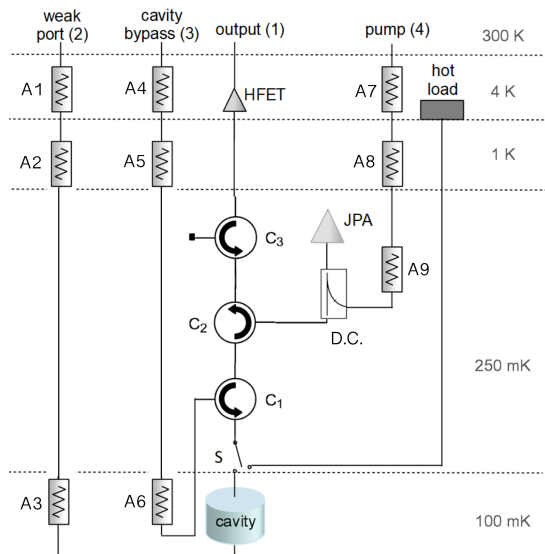 weak
port (2)
cavity
bypass (3)
output (1)
pump (4)
300 K
A1
A4
HFET
A7
hot
load
4 K
A2
A5
A8
1 K
C3
JPA
A9
C2
D.C.
250 mK
C1
S
A3
A6
cavity
100 mK